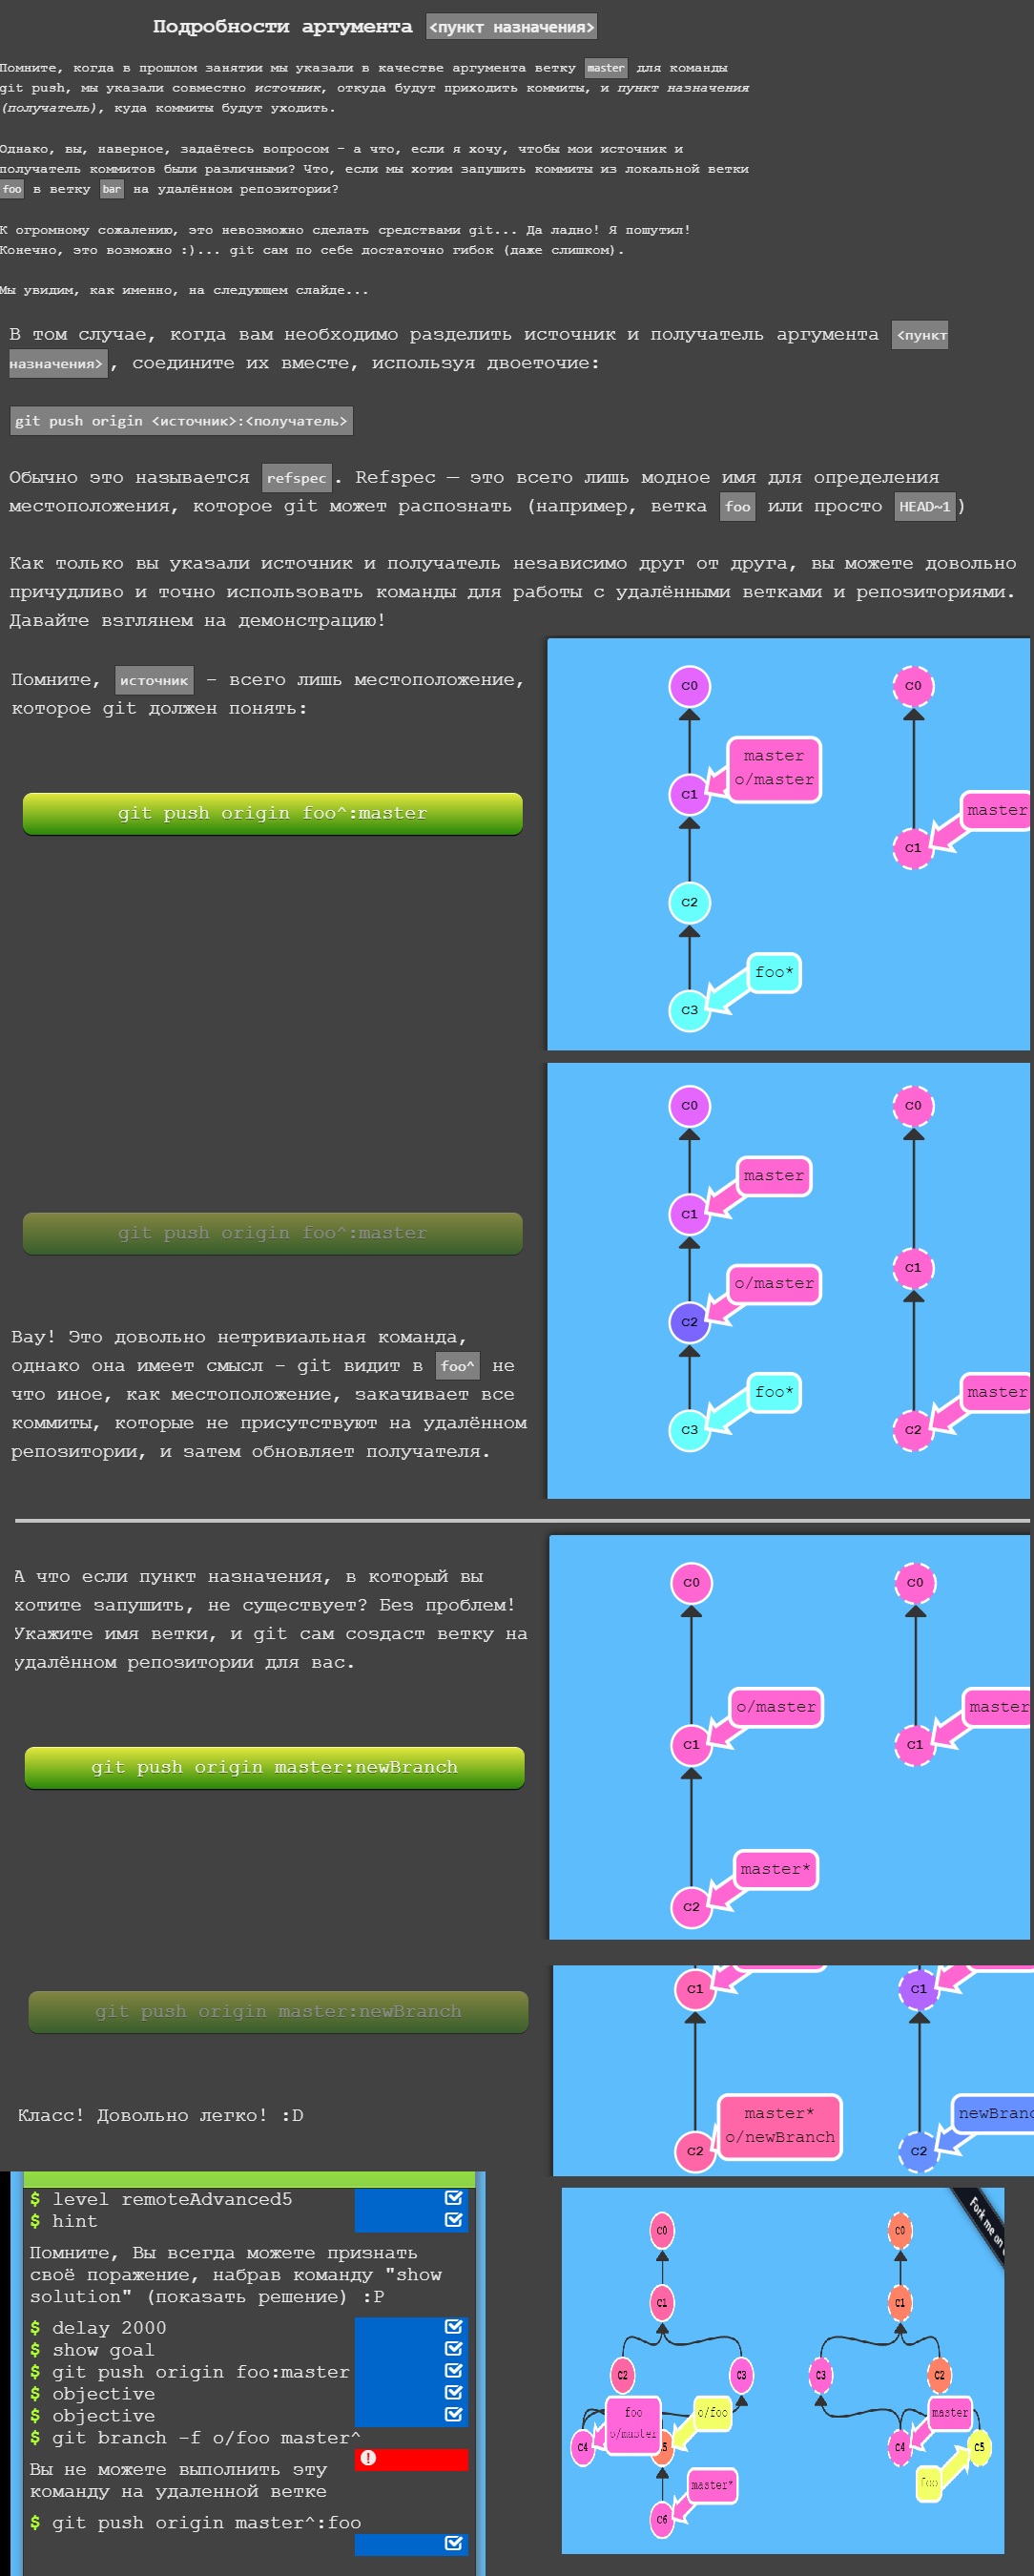 Подробности аргумента <пункт назначения>
Помните, когда в прошлом занятии мы указали в качестве аргумента ветку master для команды
git push, мы указали совместно источник, откуда будут приходить коммиты, и пункт назначения
(получатель), куда коммиты будут уходить.
Однако, вы, наверное, задаётесь вопросом – а что, если я хочу, чтобы мои источник и
получатель коммитов были различными? Что, если мы хотим запушить коммиты из локальной ветки
foo в ветку bar на удалённом репозитории?
К огромному сожалению, это невозможно сделать средствами git... Да ладно! Я пошутил!
Конечно, это возможно :)... git сам по себе достаточно гибок (даже слишком).
Мы увидим, как именно, на следующем слайде...
В том случае, когда вам необходимо разделить источник и получатель аргумента <пункт
назначения>, соедините их вместе, используя двоеточие:
git push origin <источник>:<получатель>
Обычно это называется refspec. Refspec — это всего лишь модное имя для определения
местоположения, которое git может распознать (например, ветка foo или просто HEAD~1)
Как только вы указали источник и получатель независимо друг от друга, вы можете довольно
причудливо и точно использовать команды для работы с удалёнными ветками и репозиториями.
Давайте взглянем на демонстрацию!
Помните, источник – всего лишь местоположение,
которое git должен понять:
git push origin foo^:master
C0
C0
master
o/master
C1
master
C1
C2
foo*
C3
git push origin foo^:master
Вау! Это довольно нетривиальная команда,
однако она имеет смысл – git видит в foo^ не
что иное, как местоположение, закачивает все
коммиты, которые не присутствуют на удалённом
репозитории, и затем обновляет получателя.
C0
C0
master
C1
C1
o/master
C2
foo*
master
C3
C2
А что если пункт назначения, в который вы
хотите запушить, не существует? Без проблем!
Укажите имя ветки, и git сам создаст ветку на
удалённом репозитории для вас.
git push origin master:newBranch
C0
C0
o/master
master
C1
C1
master*
C2
git push origin master:newBranch
Класс! Довольно легко! :D
C1
C1
master*
o/newBranch
newBranc
C2
C2
$ level remoteAdvanced5
$ hint
Помните, Вы всегда можете признать
своё поражение, набрав команду "show
solution" (показать решение) :P
$ delay 2000
$ show goal
$ git push origin foo:master
$ objective
$ objective
$ git branch -f o/foo master^
Вы не можете выполнить эту
команду на удаленной ветке
$ git push origin master^:foo
Fork me on
C0
C0
C1
C1
C2
C3
C3
C2
foo
o/master
o/foo
master
C4
5
C4
C5
master*
foo
C6